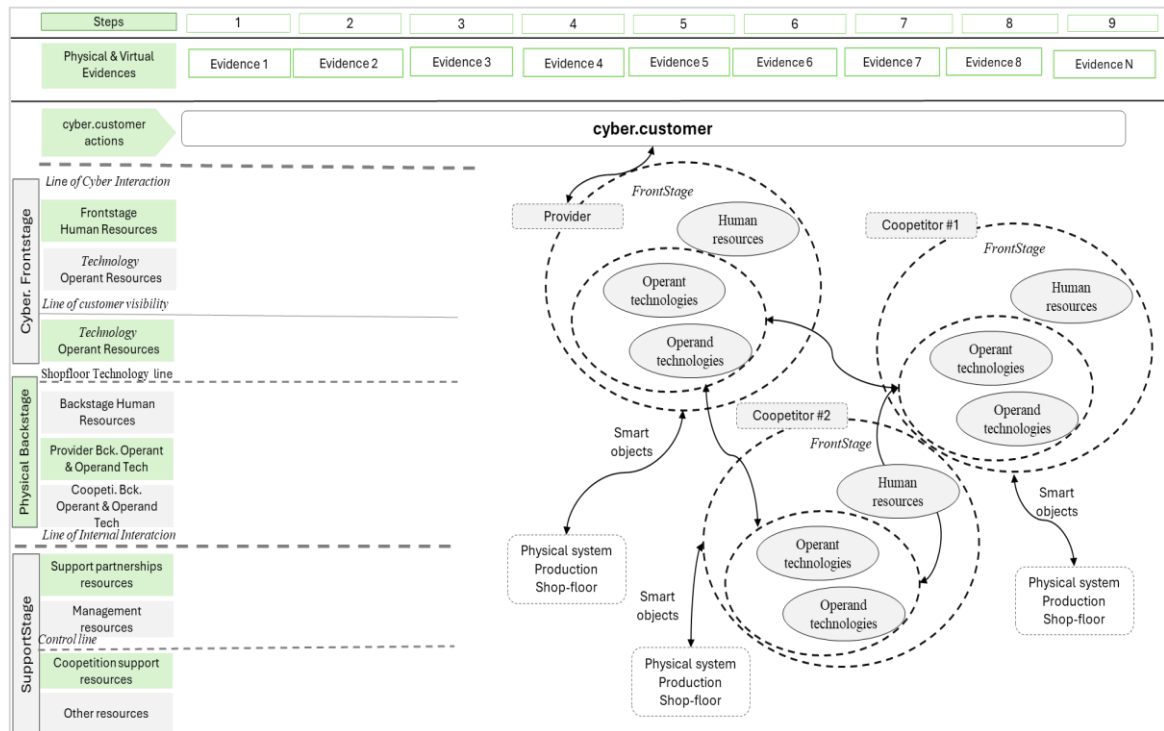 Steps
1
2
3
4
5
6
7
8
9
Physical & Virtual
Evidences
Evidence 1
Evidence 2
Evidence 3
Evidence 4
Evidence 5
Evidence 6
Evidence 7
Evidence 8
Evidence N
cyber.customer
actions
cyber.customer
Line of Cyber Interaction
Cyber. Frontstage
Frontstage
Human Resources
Technology
Operant Resources
Line of customer visibility
Technology
Operant Resources
Shopfloor Technology line
Physical Backstage
Backstage Human
Resources
Provider Bck. Operant
& Operand Tech
Coopeti. Bck.
Operant & Operand
Tech
Line of Internal Interatcion
SupportStage
Support partnerships
resources
Management
resources
Control line
Coopetition support
resources
Other resources
Provider
FrontStage
Human
resources
Operant
technologies
Operand
technologies
Smart
objects
Physical system
Production
Shop-floor
Coopetitor #1
FrontStage
Human
resources
Operant
technologies
Operand
technologies
Smart
objects
Physical system
Production
Shop-floor
Coopetitor #2
FrontStage
Human
resources
Operant
technologies
Operand
technologies
Smart
objects
Physical system
Production
Shop-floor